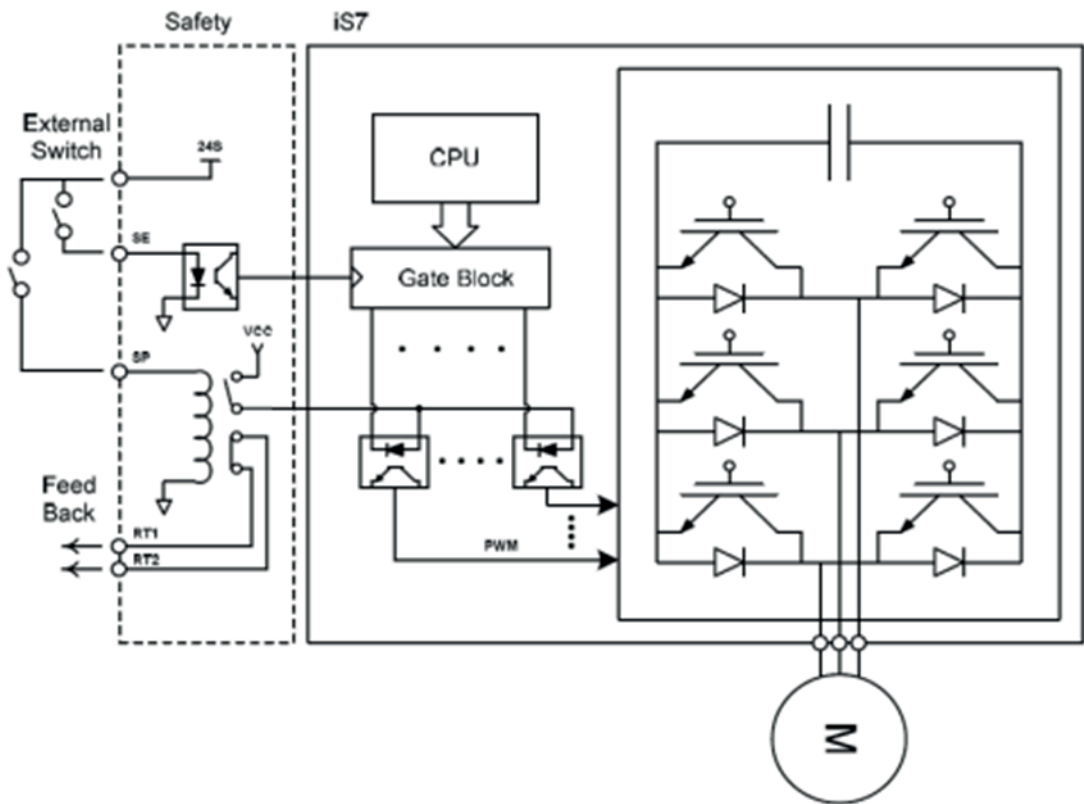 Safety
iS7
External
Switch
24S
CPU
SE
Gate Block
VCC
SP
Feed
Back
RT1
RT2
PWM
M